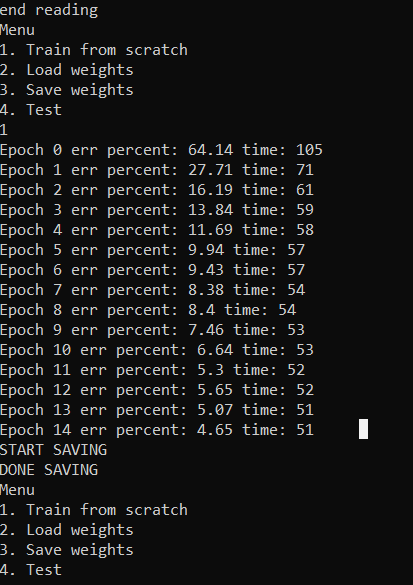 end reading
Menu
1. Train from scratch
2. Load weights
3. Save weights
4. Test
1
Epoch 0 err percent: 64.14 time: 105
Epoch 1 err percent: 27.71 time: 71
Epoch 2 err percent: 16.19 time: 61
Epoch 3 err percent: 13.84 time: 59
Epoch 4 err percent: 11.69 time: 58
Epoch 5 err percent: 9.94 time: 57
Epoch 6 err percent: 9.43 time: 57
Epoch 7 err percent: 8.38 time: 54
Epoch 8 err percent: 8.4 time: 54
Epoch 9 err percent: 7.46 time: 53
Epoch 10 err percent: 6.64 time: 53
Epoch 11 err percent: 5.3 time: 52
Epoch 12 err percent: 5.65 time: 52
Epoch 13 err percent: 5.07 time: 51
Epoch 14 err percent: 4.65 time: 51
START SAVING
DONE SAVING
Menu
1. Train from scratch
2. Load weights
3. Save weights
4. Test